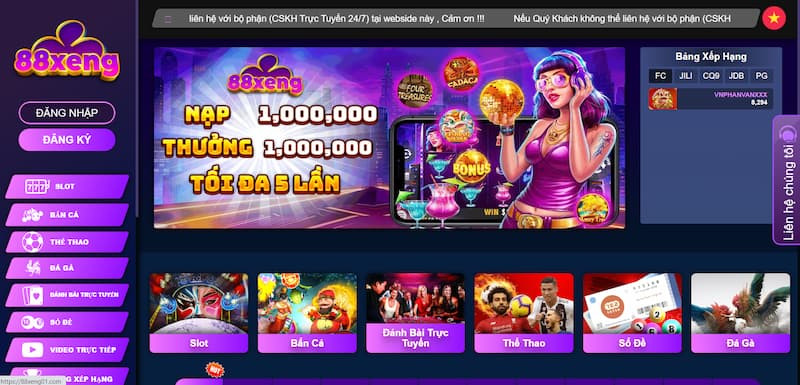 liên hệ với bộ phận (CSKH Trực Tuyến 24/7) tại webside này , Cảm ơn !!!
Nếu Quý Khách không thể liên hệ với bộ phận (CSKH
88xeng
ĐĂNG NHẬP
ĐĂNG KÝ
SLOT
BẮN CÁ
THỂ THAO
ĐÁ GÀ
ĐÁNH BÀI TRỰC TUYẾN
SỐ ĐỀ
VIDEO TRỰC TIẾP
XẾP HẠNG
https://88xeng01.com
88xeng
NẠP 1,000,000
THƯỞNG 1,000,000
TỐI ĐA 5 LẦN
FOUR TREASURES
BONUS
WIN
Bảng Xếp Hạng
FC JILI CQ9 JDB PG
VNPHANVANXXX
8,294
Liên hệ chúng tôi
Slot
Bắn Cá
Đánh Bài Trực
Tuyến
Thể Thao
Số Đề
Đá Gà
HOT